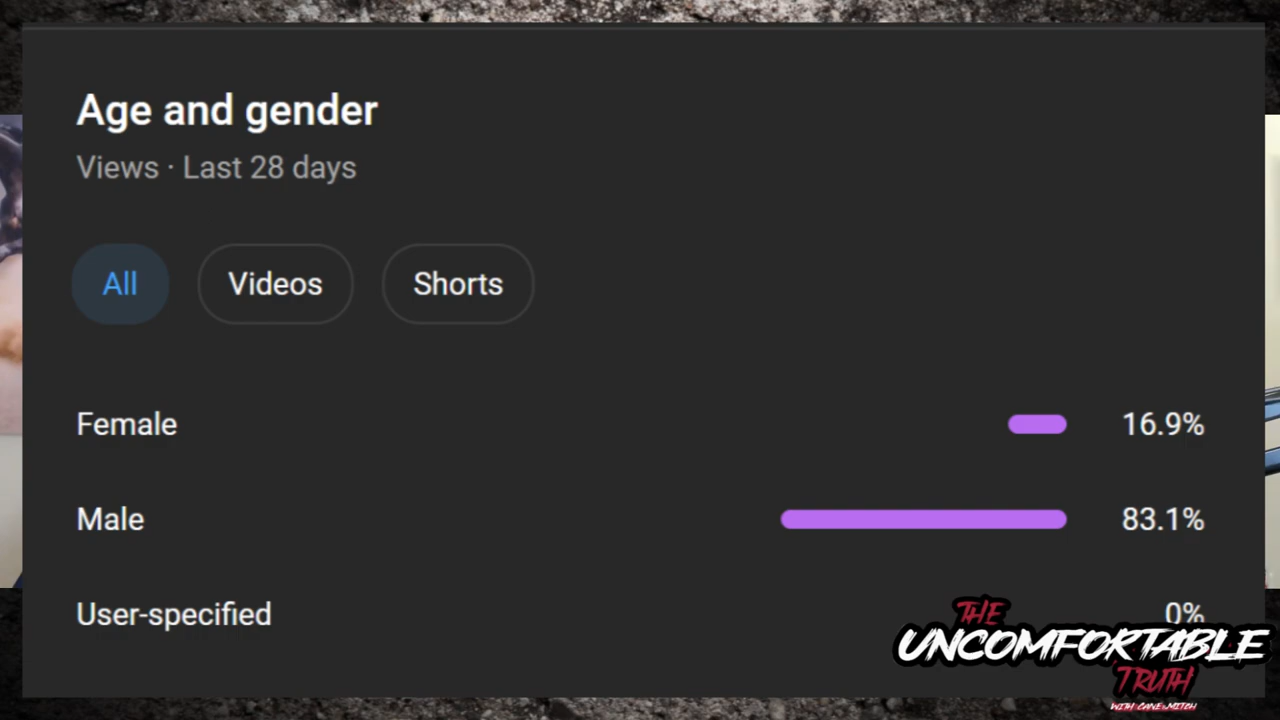 Age and gender
Views · Last 28 days
All
Videos
Shorts
Female
16.9%
Male
83.1%
User-specified
0%
THE
UNCOMFORTABLE
TRUTH